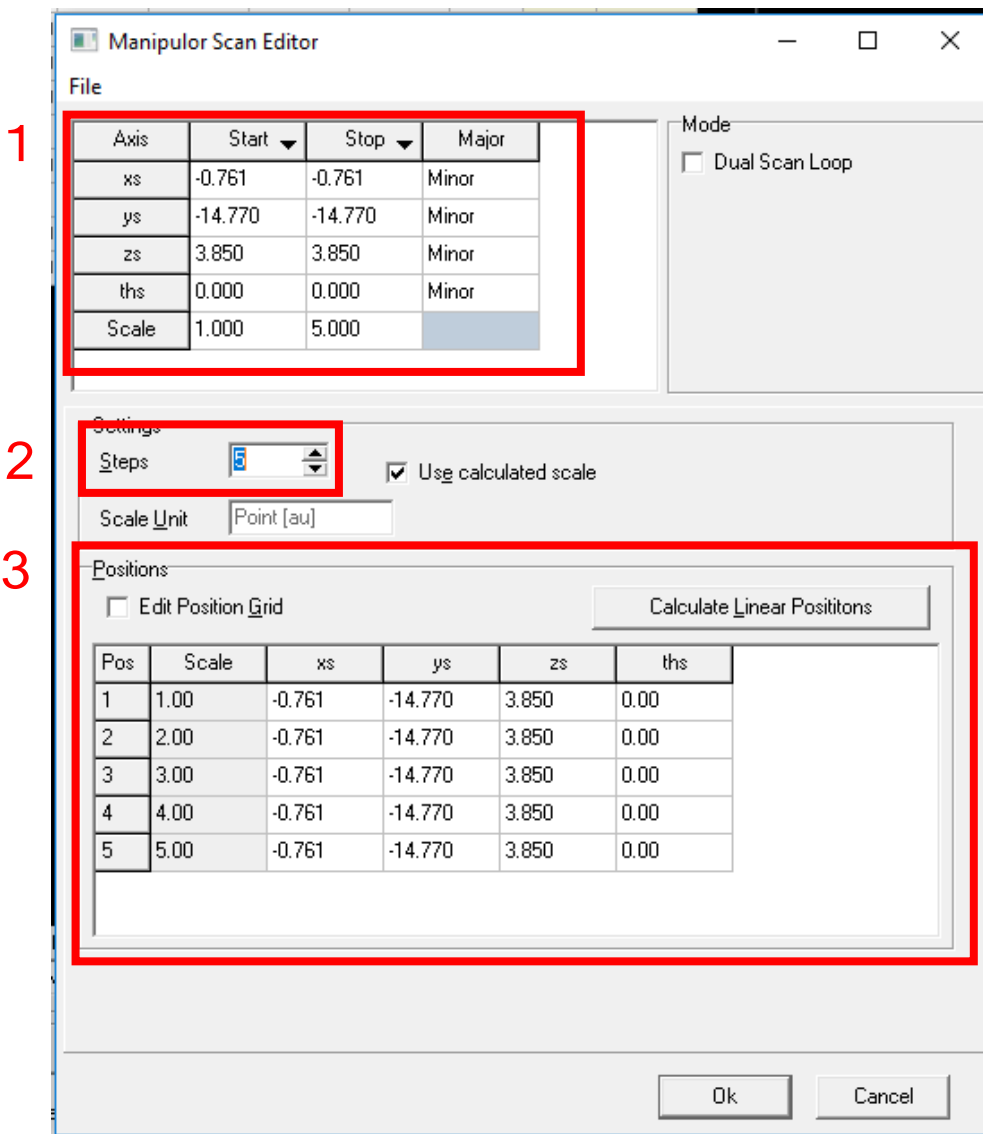 Manipulor Scan Editor
File
1
Axis Start Stop Major
xs -0.761 -0.761 Minor
ys -14.770 -14.770 Minor
zs 3.850 3.850 Minor
ths 0.000 0.000 Minor
Scale 1.000 5.000
Mode
Dual Scan Loop
Settings
2
Steps 5
Use calculated scale
Scale Unit Point [au]
3
Positions
Edit Position Grid
Calculate Linear Posititons
Pos Scale xs ys zs ths
1 1.00 -0.761 -14.770 3.850 0.00
2 2.00 -0.761 -14.770 3.850 0.00
3 3.00 -0.761 -14.770 3.850 0.00
4 4.00 -0.761 -14.770 3.850 0.00
5 5.00 -0.761 -14.770 3.850 0.00
Ok Cancel